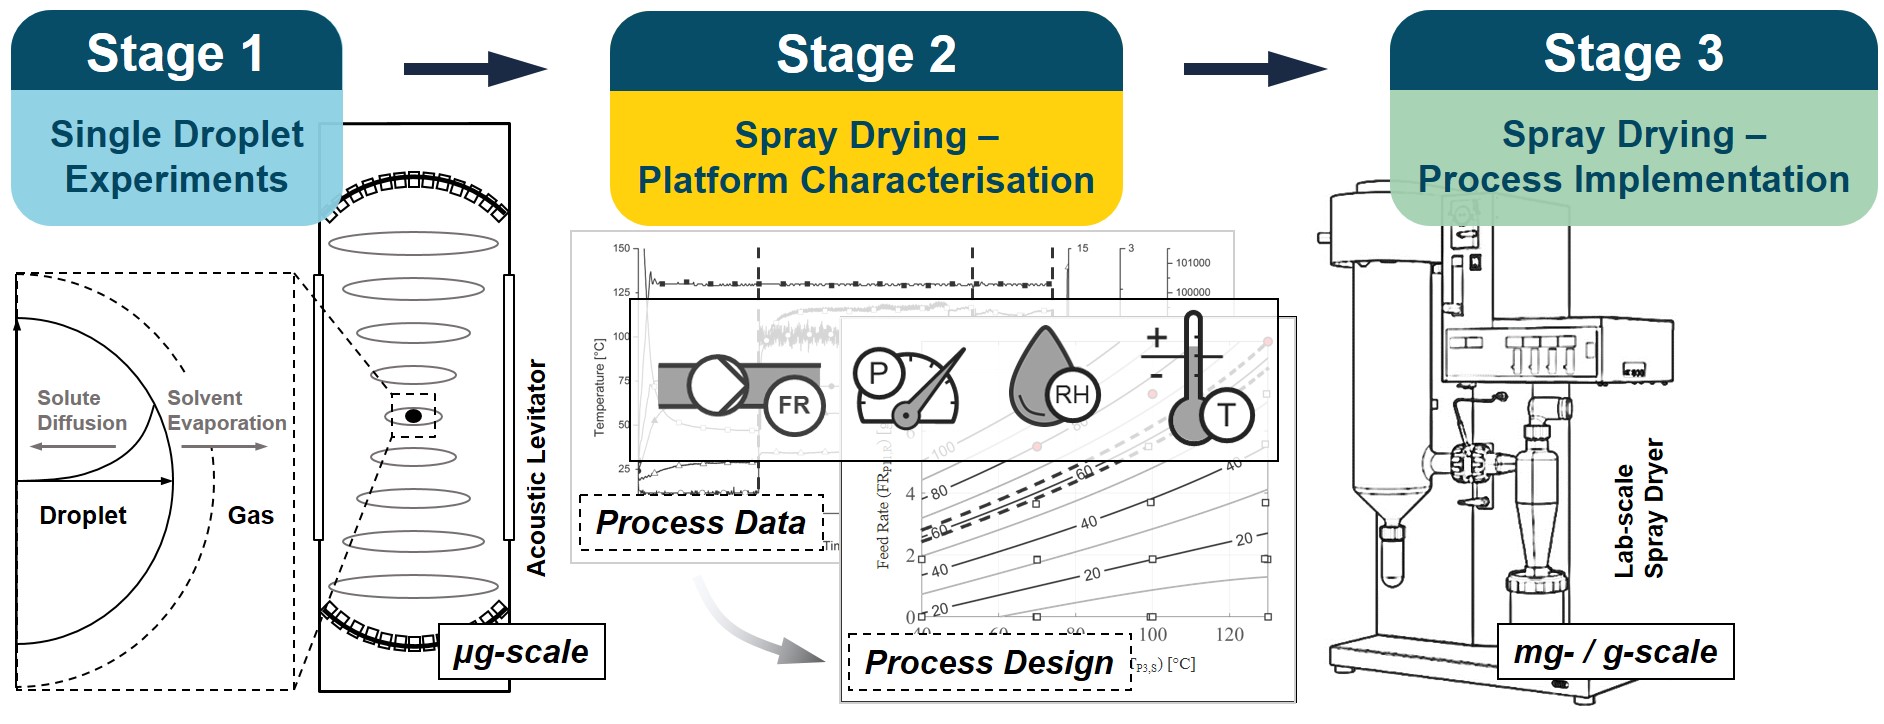 Stage 1
Single Droplet
Experiments
Solute
Diffusion
Solvent
Evaporation
Droplet
Gas
Acoustic Levitator
µg-scale
Stage 2
Spray Drying –
Platform Characterisation
150
125
100
75
50
25
Temperature [°C]
15
3
101000
100000
FR
P
RH
+
-
T
Process Data
Feed Rate (FR
6
4
2
0
100
80
60
40
20
80
60
40
20
60
40
40
20
20
40
60
80
100
120
P3,S) [°C]
Process Design
Stage 3
Spray Drying –
Process Implementation
Lab-scale
Spray Dryer
mg- / g-scale